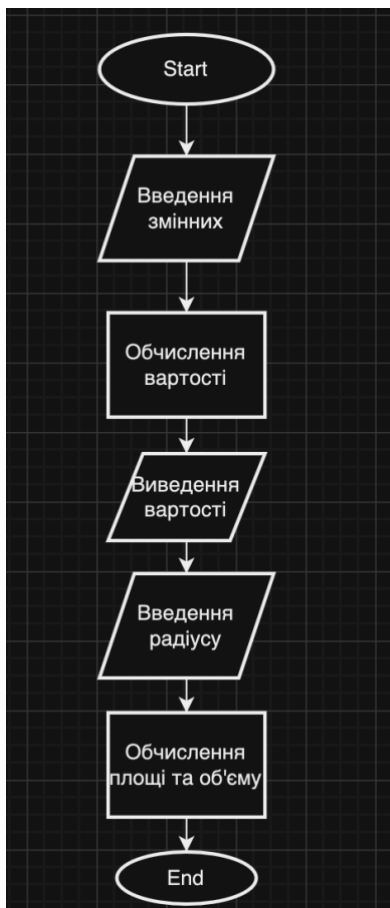 Start
Введення
змінних
Обчислення
вартості
Виведення
вартості
Введення
радіусу
Обчислення
площі та об'єму
End